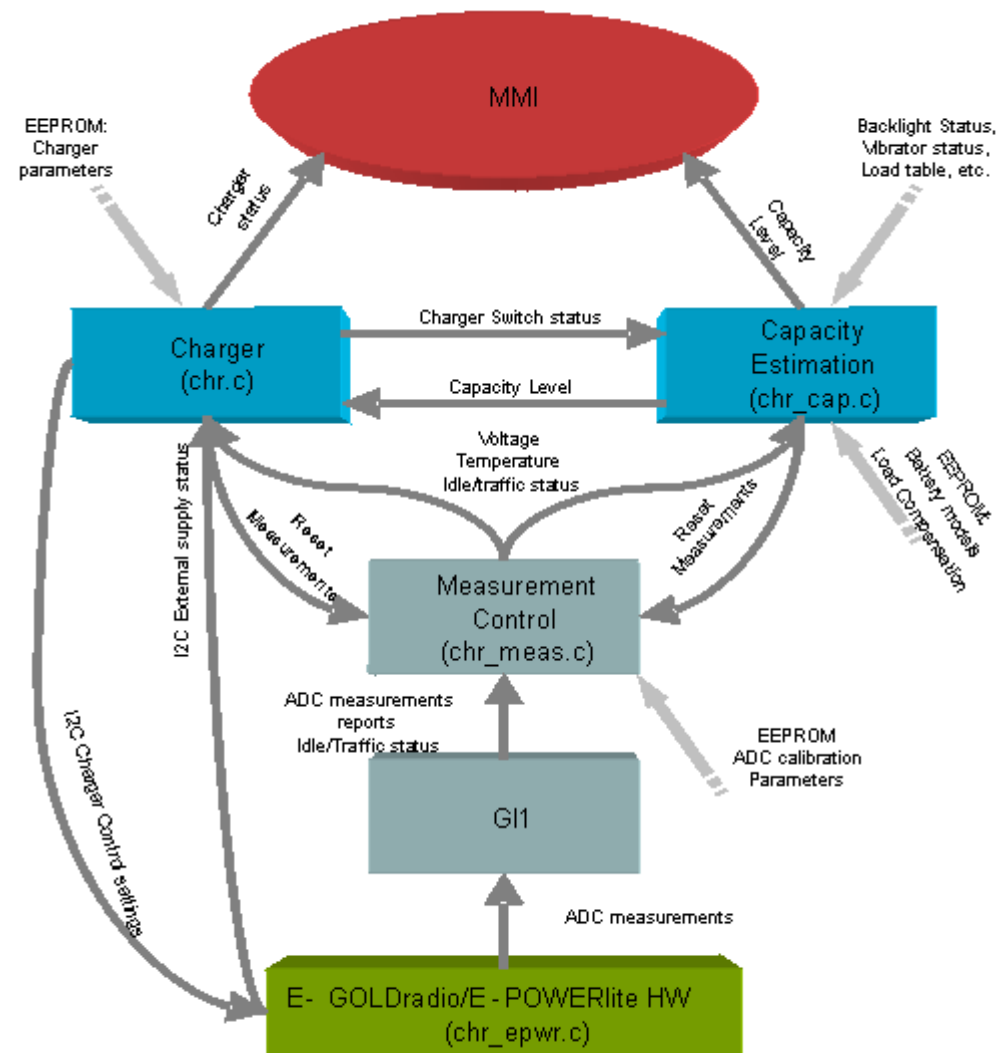 MMI
EEPROM:
Charger
parameters
Backlight Status,
Vibrator status,
Load table, etc.
Charger
status
Capacity
Level
Charger
(chr.c)
Charger Switch status
Capacity Level
Capacity
Estimation
(chr_cap.c)
Voltage
Temperature
Idle/traffic status
I2C External supply status
Reset
Measurements
Reset
Measurements
EEPROM:
Battery models
Load Compensation
Measurement
Control
(chr_meas.c)
ADC measurements
reports
Idle/Traffic status
EEPROM
ADC calibration
Parameters
I2C Charger Control settings
GI1
ADC measurements
E- GOLDradio/E -POWERlite HW
(chr_epwr.c)